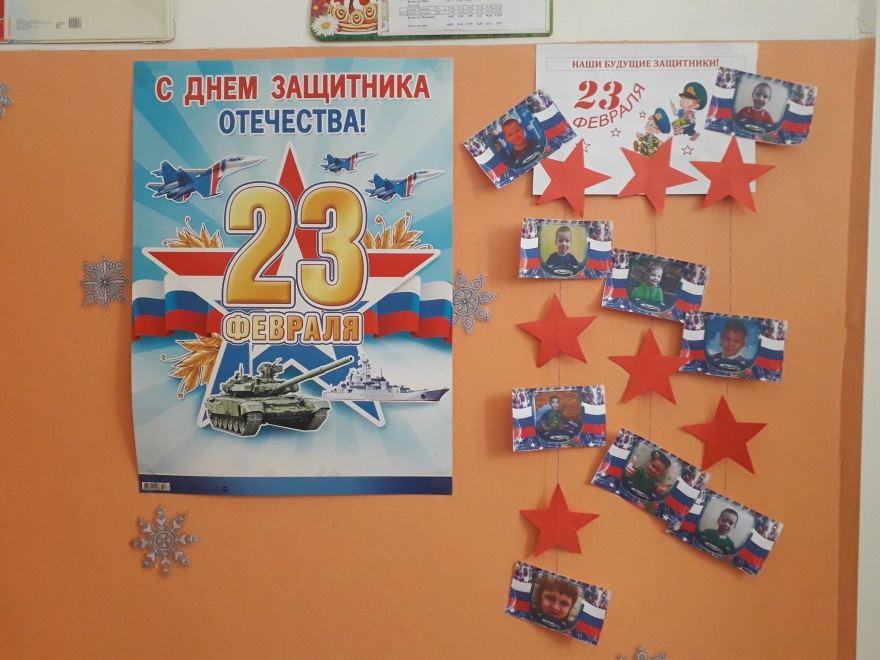 С ДНЕМ ЗАЩИТНИКА
ОТЕЧЕСТВА!
23
ФЕВРАЛЯ
НАШИ БУДУЩИЕ ЗАЩИТНИКИ!
23
ФЕВРАЛЯ